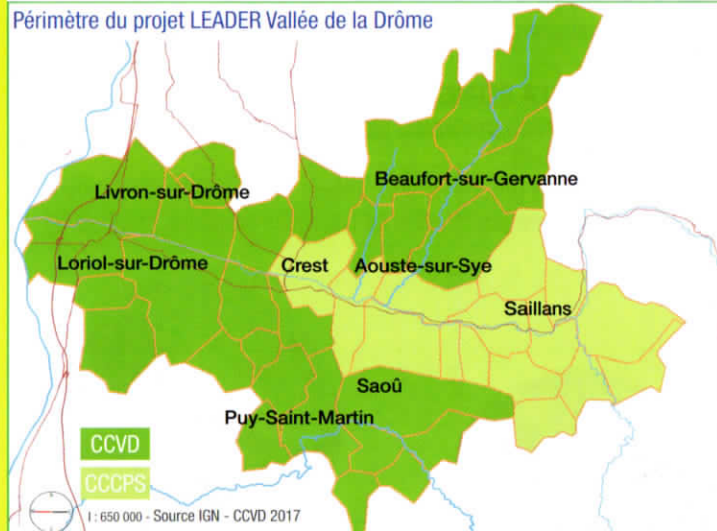 Périmètre du projet LEADER Vallée de la Drôme
Beaufort-sur-Gervanne
Livron-sur-Drôme
Loriol-sur-Drôme
Crest
Aouste-sur-Sye
Saillans
Saoû
Puy-Saint-Martin
CCVD
CCCPS
1 : 650 000 - Source IGN - CCVD 2017